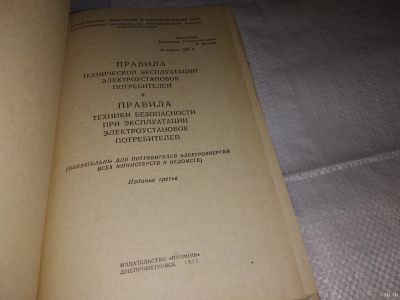 ПРАВИЛА
ТЕХНИЧЕСКОЙ ЭКСПЛУАТАЦИИ
ЭЛЕКТРОУСТАНОВОК
ПОТРЕБИТЕЛЕЙ
ПРАВИЛА
ТЕХНИКИ БЕЗОПАСНОСТИ
ПРИ ЭКСПЛУАТАЦИИ
ЭЛЕКТРОУСТАНОВОК
ПОТРЕБИТЕЛЕЙ
(ОБЯЗАТЕЛЬНЫ ДЛЯ ПОТРЕБИТЕЛЕЙ ЭЛЕКТРОЭНЕРГИИ
ВСЕХ МИНИСТЕРСТВ И ВЕДОМСТВ)
Издание третье
ИЗДАТЕЛЬСТВО «ПРОМІНЬ»
ДНЕПРОПЕТРОВСК 1973